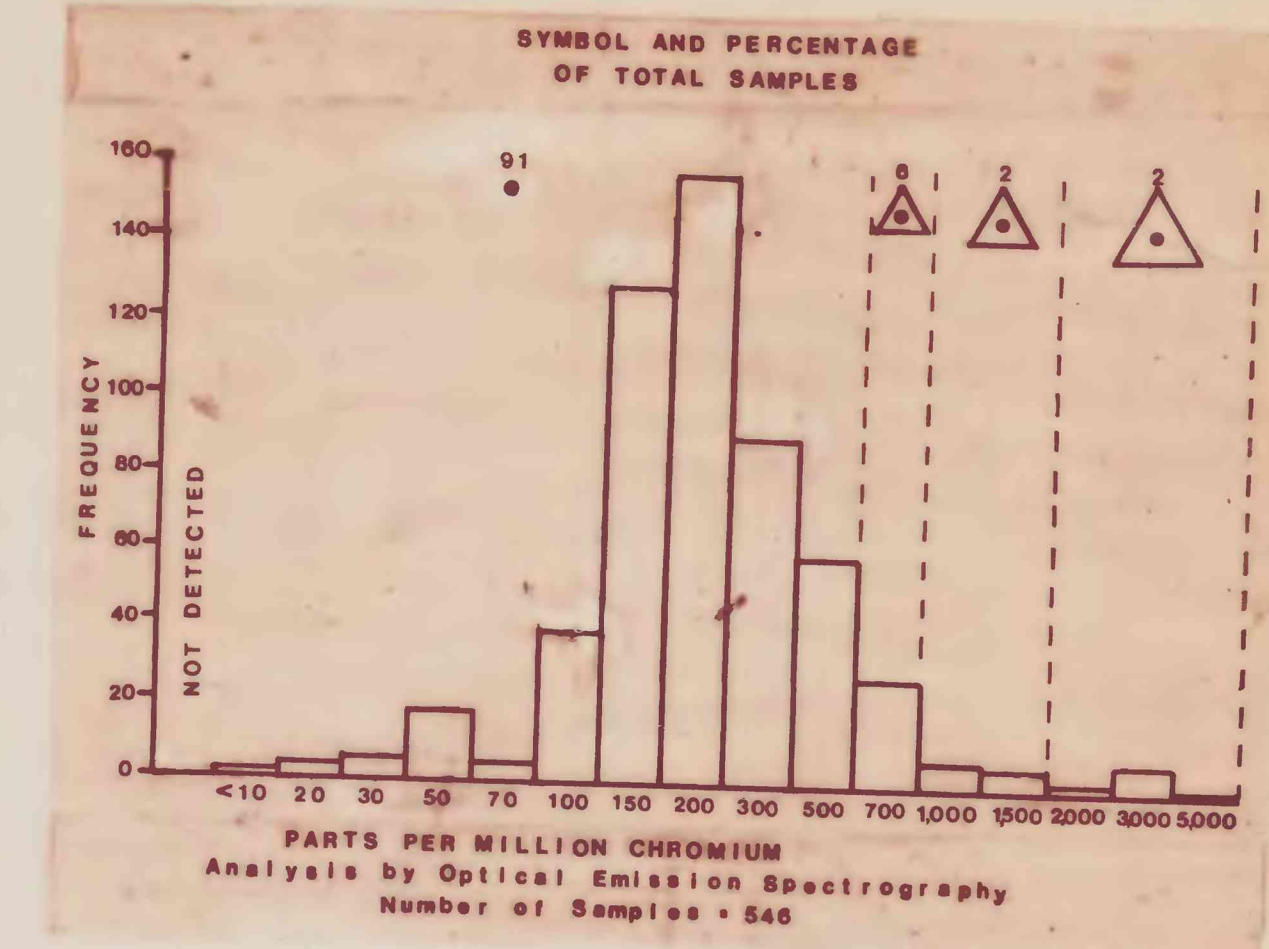 SYMBOL AND PERCENTAGE
OF TOTAL SAMPLES
91
6
2
2
160
140
120
100
80
60
40
20
0
FREQUENCY
NOT DETECTED
<10 20 30 50 70 100 150 200 300 500 700 1,000 1,500 2,000 3,000 5,000
PARTS PER MILLION CHROMIUM
Analysis by Optical Emission Spectrography
Number of Samples = 546